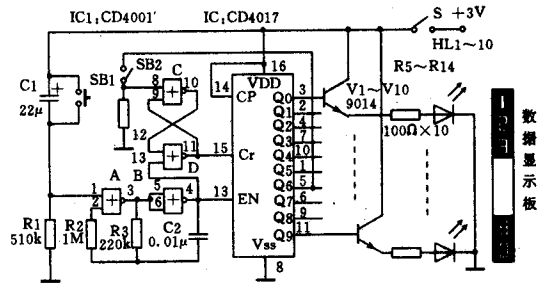 IC1:CD4001' IC:CD4017 S +3V
HL1～10
SB2
SB1
C
D
A
B
C1
22μ
R1
510k
R2
1M
R3
220k
C2
0.01μ
8
9
10
12
13
11
1
2
3
5
6
4
14
16
15
13
8
VDD
CP
Cr
EN
Vss
Q0 3
Q1 2
Q2 4
Q3 7
Q4 10
Q5 1
Q6 5
Q7 6
Q8 9
Q9 11
V1～V10
9014
R5～R14
100Ω×10
数据显示板